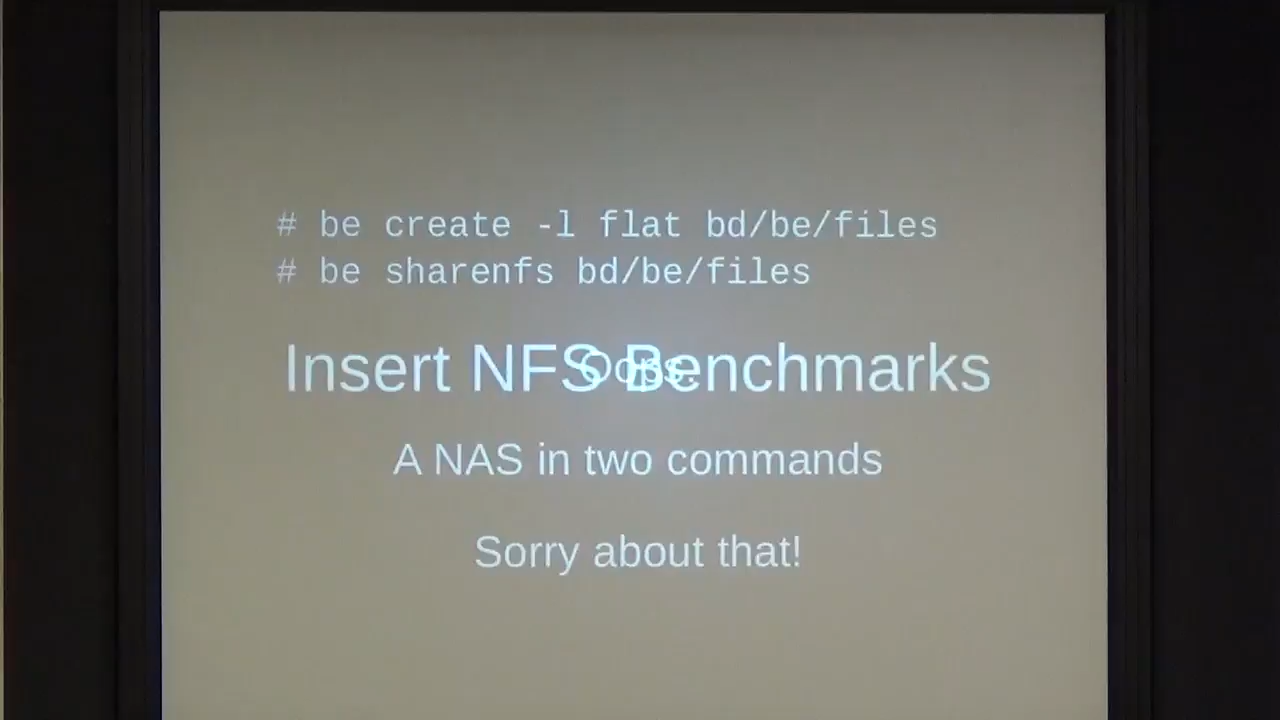 # be create -l flat bd/be/files
# be sharenfs bd/be/files
Insert NFS Benchmarks
Oops.
A NAS in two commands
Sorry about that!